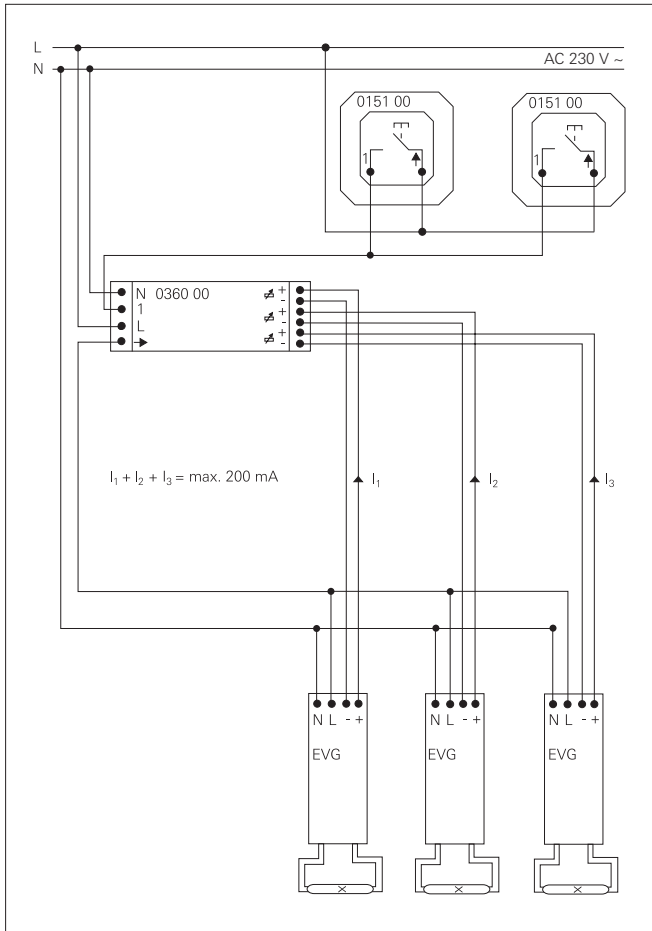 L
N
AC 230 V ~
0151 00
1
0151 00
1
N 0360 00
1
L
+
-
+
-
+
-
I₁ + I₂ + I₃ = max. 200 mA
I₁
I₂
I₃
N L - +
EVG
N L - +
EVG
N L - +
EVG